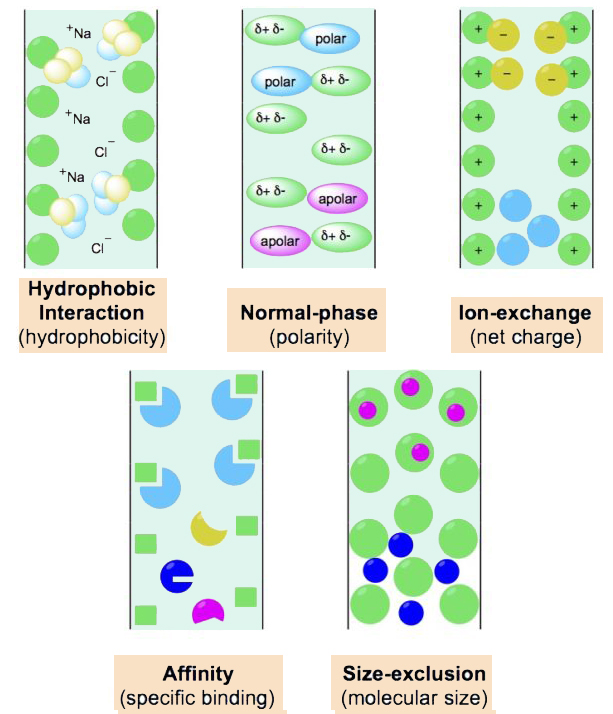 +Na
Cl−
+Na
Cl−
+Na
Cl−
δ+ δ- polar
polar δ+ δ-
δ+ δ-
δ+ δ-
δ+ δ- apolar
apolar δ+ δ-
+ − − +
+ − − +
+ +
+ +
+ +
+ +
Hydrophobic
Interaction
(hydrophobicity)
Normal-phase
(polarity)
Ion-exchange
(net charge)
Affinity
(specific binding)
Size-exclusion
(molecular size)